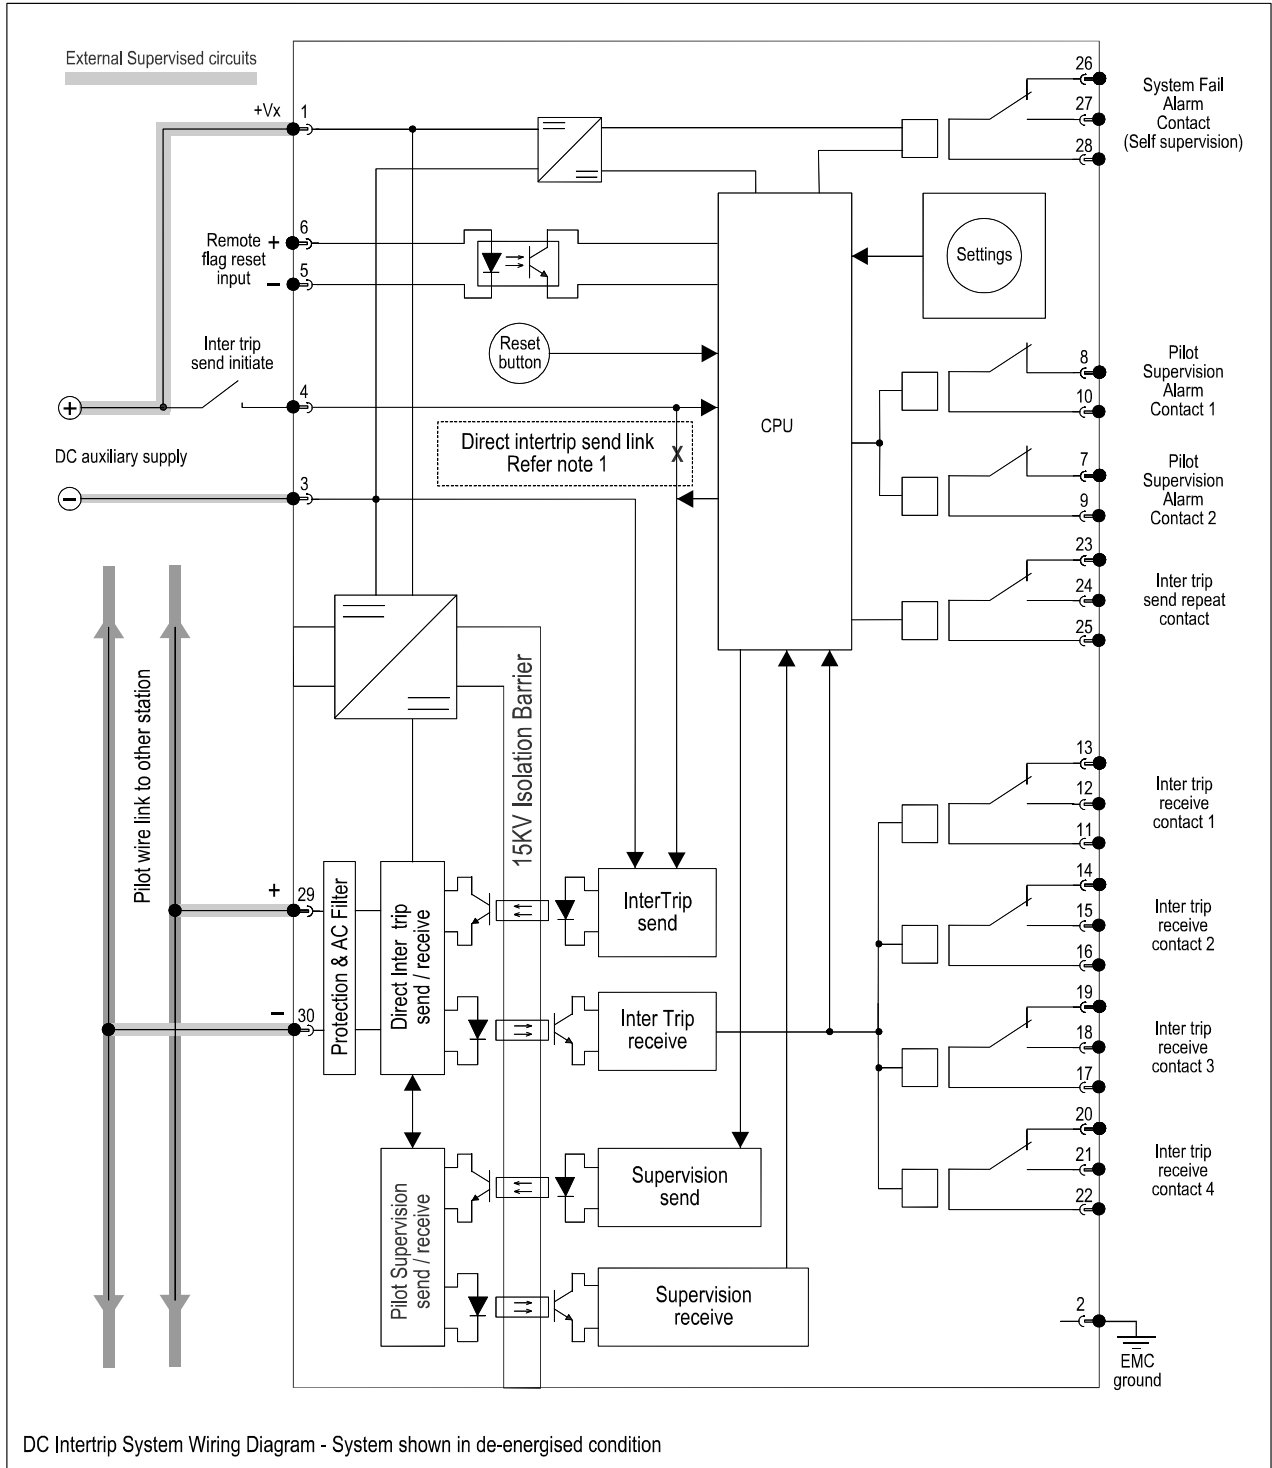 External Supervised circuits
+Vx
1
26
27
28
System Fail
Alarm
Contact
(Self supervision)
Remote
flag reset
input
+
6
5
−
Settings
Inter trip
send initiate
Reset
button
4
+
DC auxiliary supply
−
3
Direct intertrip send link
Refer note 1
X
CPU
8
10
Pilot
Supervision
Alarm
Contact 1
7
9
Pilot
Supervision
Alarm
Contact 2
23
24
25
Inter trip
send repeat
contact
Pilot wire link to other station
15KV Isolation Barrier
13
12
11
Inter trip
receive
contact 1
+
29
−
30
Protection & AC Filter
Direct Inter trip
send / receive
InterTrip
send
Inter Trip
receive
14
15
16
Inter trip
receive
contact 2
19
18
17
Inter trip
receive
contact 3
20
21
22
Inter trip
receive
contact 4
Pilot Supervision
send / receive
Supervision
send
Supervision
receive
2
EMC
ground
DC Intertrip System Wiring Diagram - System shown in de-energised condition